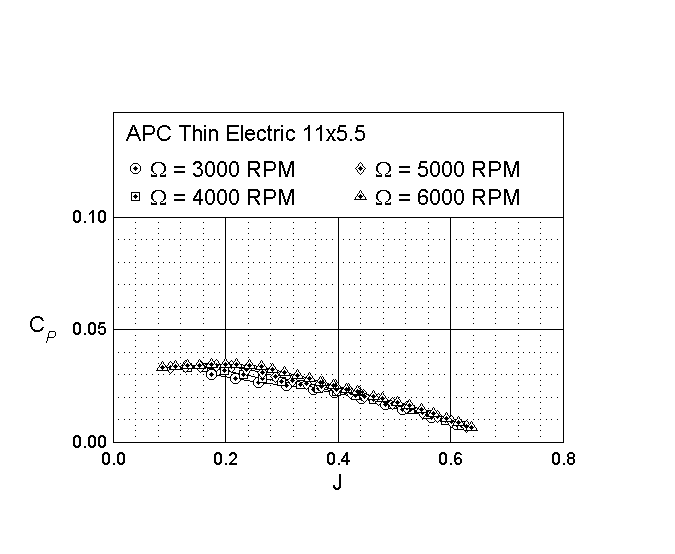 APC Thin Electric 11x5.5
Ω = 3000 RPM
Ω = 5000 RPM
Ω = 4000 RPM
Ω = 6000 RPM
0.10
0.05
C_P
0.00
0.0 0.2 0.4 0.6 0.8
J